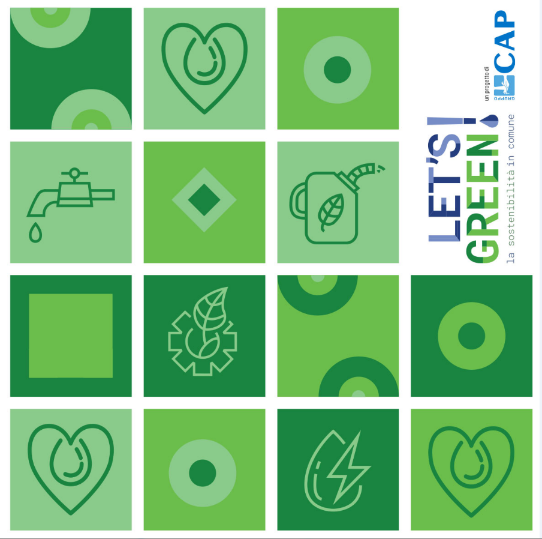 LET'S!
GREEN!
la sostenibilità in comune
un progetto di
CAP